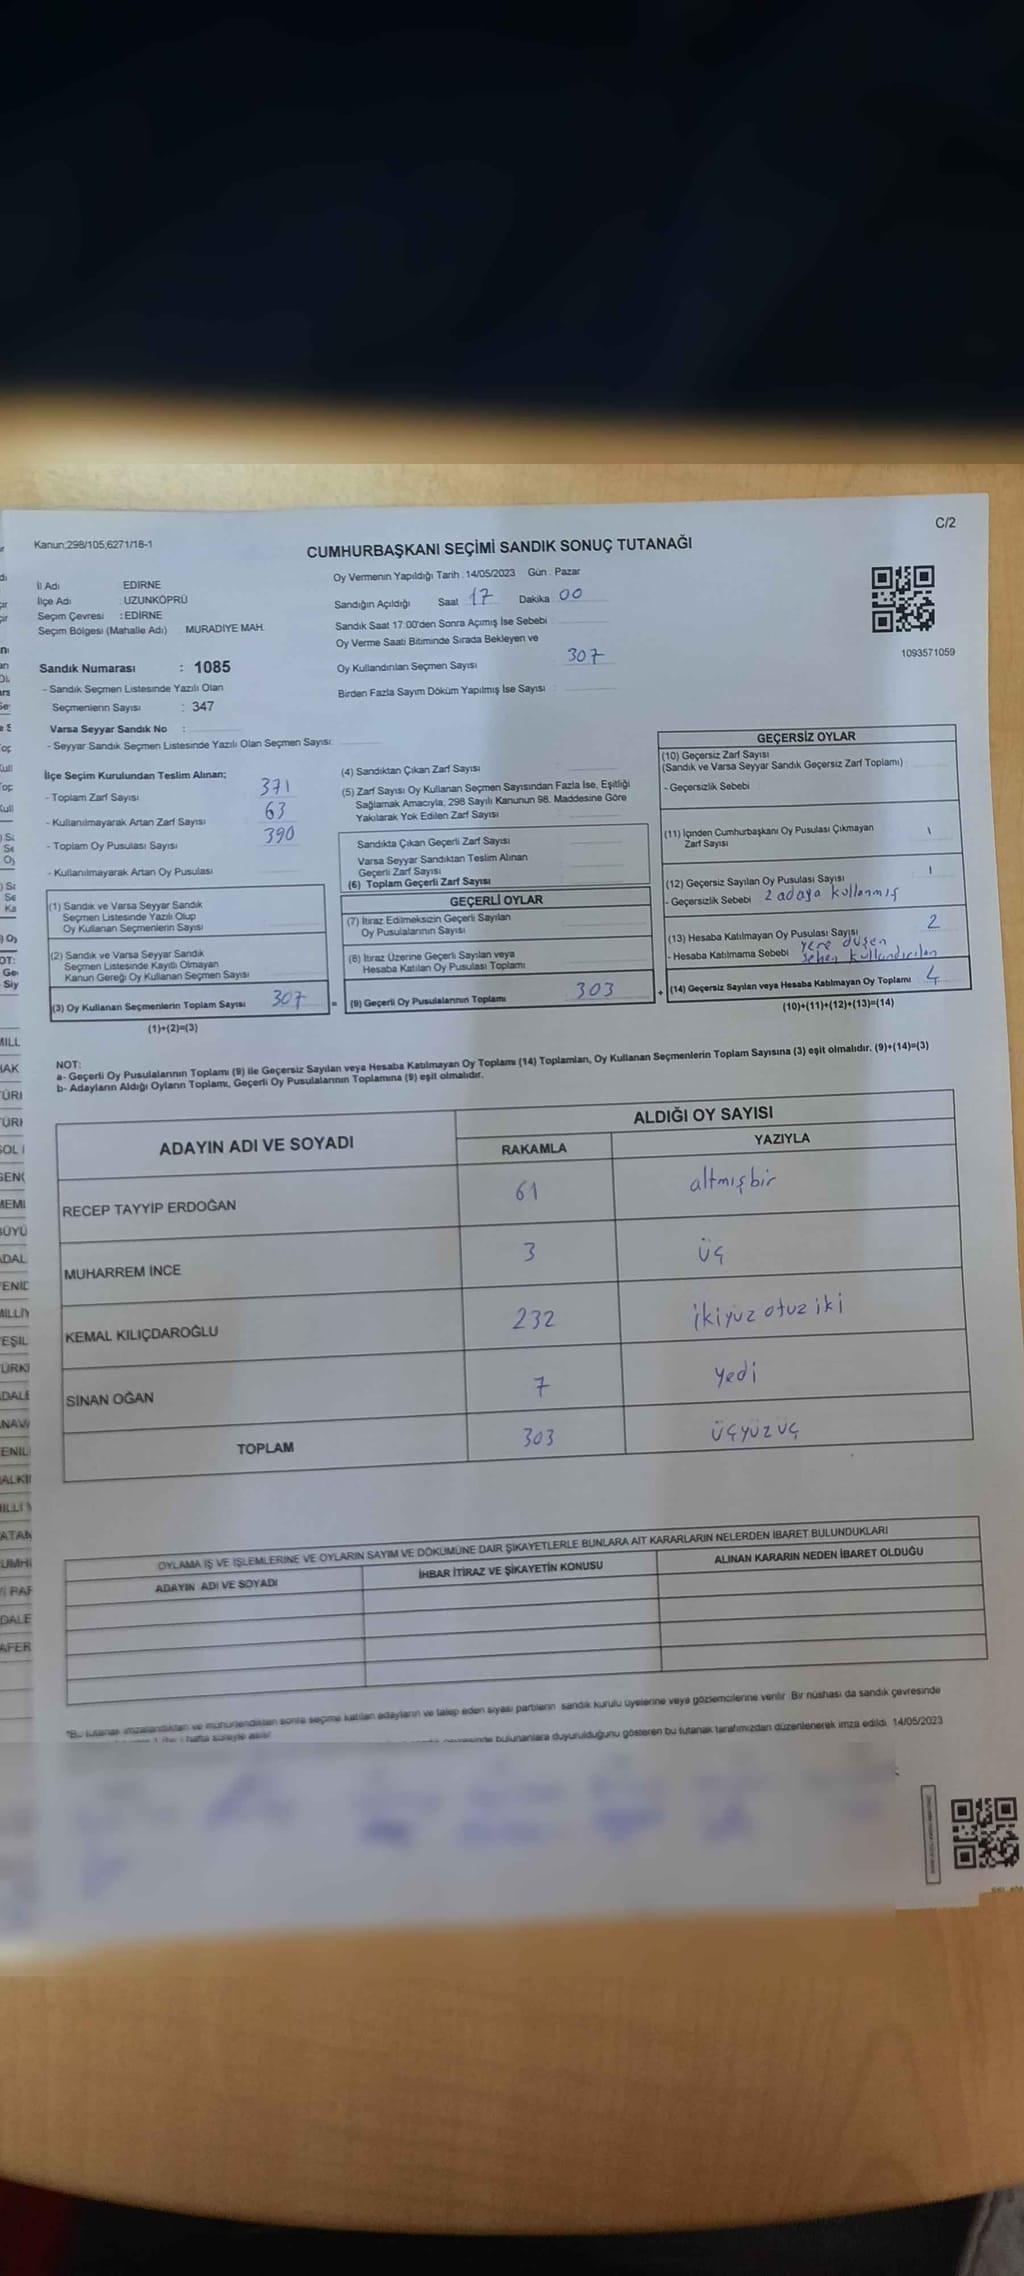 C/2
Kanun;298/105;6271/18-1
CUMHURBAŞKANI SEÇİMİ SANDIK SONUÇ TUTANAĞI
İl Adı EDİRNE
İlçe Adı : UZUNKÖPRÜ
Seçim Çevresi : EDİRNE
Seçim Bölgesi (Mahalle Adı) MURADİYE MAH.
Sandık Numarası : 1085
- Sandık Seçmen Listesinde Yazılı Olan
Seçmenlerin Sayısı : 347
Varsa Seyyar Sandık No :
- Seyyar Sandık Seçmen Listesinde Yazılı Olan Seçmen Sayısı:
Oy Vermenin Yapıldığı Tarih : 14/05/2023 Gün : Pazar
Sandığın Açıldığı Saat 17 Dakika 00
Sandık Saat 17:00'den Sonra Açımış İse Sebebi
Oy Verme Saati Bitiminde Sırada Bekleyen ve
Oy Kullandırılan Seçmen Sayısı 307
Birden Fazla Sayım Döküm Yapılmış İse Sayısı :
1093571059
İlçe Seçim Kurulundan Teslim Alınan;
- Toplam Zarf Sayısı 371
- Kullanılmayarak Artan Zarf Sayısı 63
- Toplam Oy Pusulası Sayısı 390
- Kullanılmayarak Artan Oy Pusulası
(1) Sandık ve Varsa Seyyar Sandık
Seçmen Listesinde Yazılı Olup
Oy Kullanan Seçmenlerin Sayısı
(2) Sandık ve Varsa Seyyar Sandık
Seçmen Listesinde Kayıtlı Olmayan
Kanun Gereği Oy Kullanan Seçmen Sayısı
(3) Oy Kullanan Seçmenlerin Toplam Sayısı 307 =
(1)+(2)=(3)
(4) Sandıktan Çıkan Zarf Sayısı
(5) Zarf Sayısı Oy Kullanan Seçmen Sayısından Fazla İse, Eşitliği
Sağlamak Amacıyla, 298 Sayılı Kanunun 98. Maddesine Göre
Yakılarak Yok Edilen Zarf Sayısı
Sandıkta Çıkan Geçerli Zarf Sayısı
Varsa Seyyar Sandıktan Teslim Alınan
Geçerli Zarf Sayısı
(6) Toplam Geçerli Zarf Sayısı
GEÇERLİ OYLAR
(7) İtiraz Edilmeksizin Geçerli Sayılan
Oy Pusulalarının Sayısı
(8) İtiraz Üzerine Geçerli Sayılan veya
Hesaba Katılan Oy Pusulası Toplamı
(9) Geçerli Oy Pusulalarının Toplamı 303 +
GEÇERSİZ OYLAR
(10) Geçersiz Zarf Sayısı
(Sandık ve Varsa Seyyar Sandık Geçersiz Zarf Toplamı)
- Geçersizlik Sebebi
(11) İçinden Cumhurbaşkanı Oy Pusulası Çıkmayan 1
Zarf Sayısı
(12) Geçersiz Sayılan Oy Pusulası Sayısı 1
- Geçersizlik Sebebi 2 adaya kullanmış
(13) Hesaba Katılmayan Oy Pusulası Sayısı 2
- Hesaba Katılmama Sebebi yere düşen
kullandırılan
(14) Geçersiz Sayılan veya Hesaba Katılmayan Oy Toplamı 4
(10)+(11)+(12)+(13)=(14)
NOT:
a- Geçerli Oy Pusulalarının Toplamı (9) ile Geçersiz Sayılan veya Hesaba Katılmayan Oy Toplamı (14) Toplamları, Oy Kullanan Seçmenlerin Toplam Sayısına (3) eşit olmalıdır. (9)+(14)=(3)
b- Adayların Aldığı Oyların Toplamı, Geçerli Oy Pusulalarının Toplamına (9) eşit olmalıdır.
ADAYIN ADI VE SOYADI ALDIĞI OY SAYISI
RAKAMLA YAZIYLA
RECEP TAYYİP ERDOĞAN 61 altmışbir
MUHARREM İNCE 3 üç
KEMAL KILIÇDAROĞLU 232 ikiyüz otuz iki
SİNAN OĞAN 7 yedi
TOPLAM 303 üçyüz üç
OYLAMA İŞ VE İŞLEMLERİNE VE OYLARIN SAYIM VE DÖKÜMÜNE DAİR ŞİKAYETLERLE BUNLARA AİT KARARLARIN NELERDEN İBARET BULUNDUKLARI
ADAYIN ADI VE SOYADI İHBAR İTİRAZ VE ŞİKAYETİN KONUSU ALINAN KARARIN NEDEN İBARET OLDUĞU
*Bu tutanak imzalandıktan ve mühürlendikten sonra seçime katılan adayların ve talep eden siyasi partilerin sandık kurulu üyelerine veya gözlemcilerine verilir. Bir nüshası da sandık çevresinde
hafta süreyle asılır
bulunanlara duyurulduğunu gösteren bu tutanak tarafımızdan düzenlenerek imza edildi. 14/05/2023